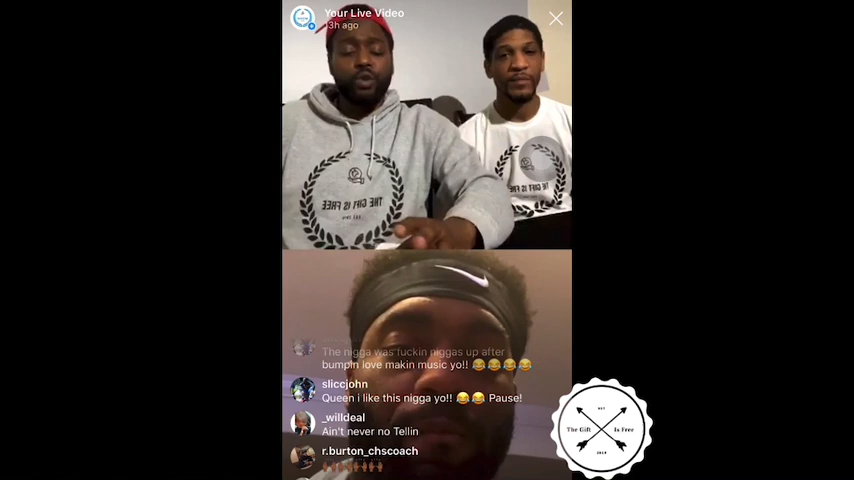 Your Live Video
13h ago
THE GIFT IS FREE
THE GIFT IS FREE
The nigga was fuckin niggas up after
bumpin love makin music yo!! 😂😂😂😂
sliccjohn
Queen i like this nigga yo!! 😂😂 Pause!
_willdeal
Ain't never no Tellin
r.burton_chscoach
🙌🏾🙌🏾🙌🏾🙌🏾🙌🏾
EST
The Gift Is Free
2018